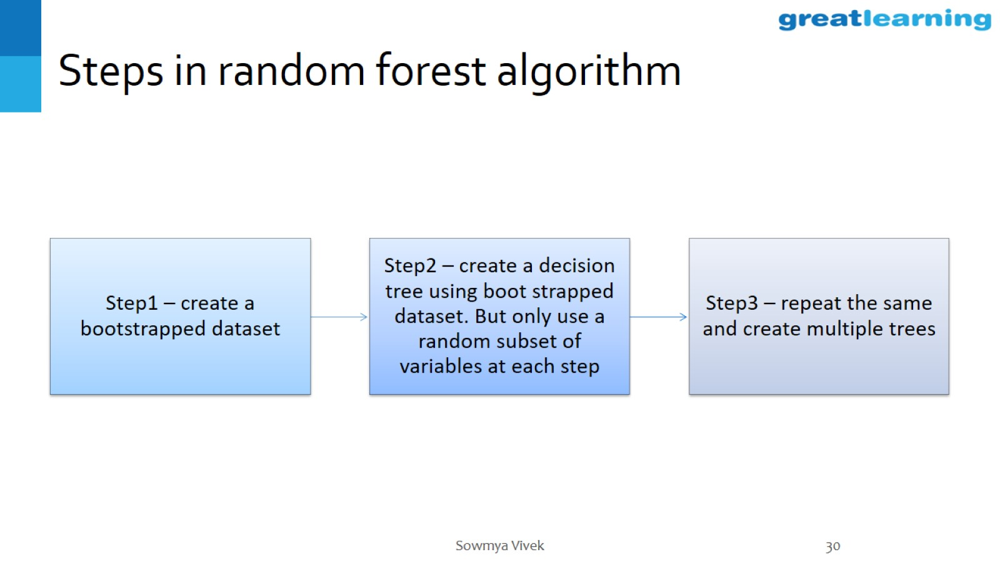 greatlearning
Steps in random forest algorithm
Step1 – create a
bootstrapped dataset
Step2 – create a decision
tree using boot strapped
dataset. But only use a
random subset of
variables at each step
Step3 – repeat the same
and create multiple trees
Sowmya Vivek
30